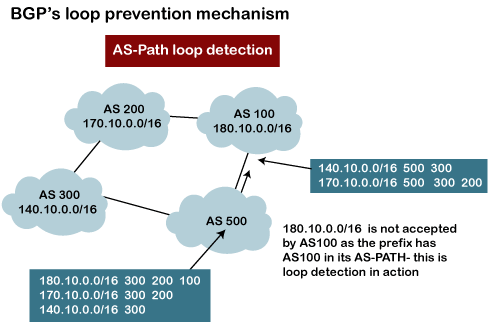 BGP's loop prevention mechanism
AS-Path loop detection
AS 200
170.10.0.0/16
AS 100
180.10.0.0/16
140.10.0.0/16 500 300
170.10.0.0/16 500 300 200
AS 300
140.10.0.0/16
AS 500
180.10.0.0/16 is not accepted
by AS100 as the prefix has
AS100 in its AS-PATH- this is
loop detection in action
180.10.0.0/16 300 200 100
170.10.0.0/16 300 200
140.10.0.0/16 300